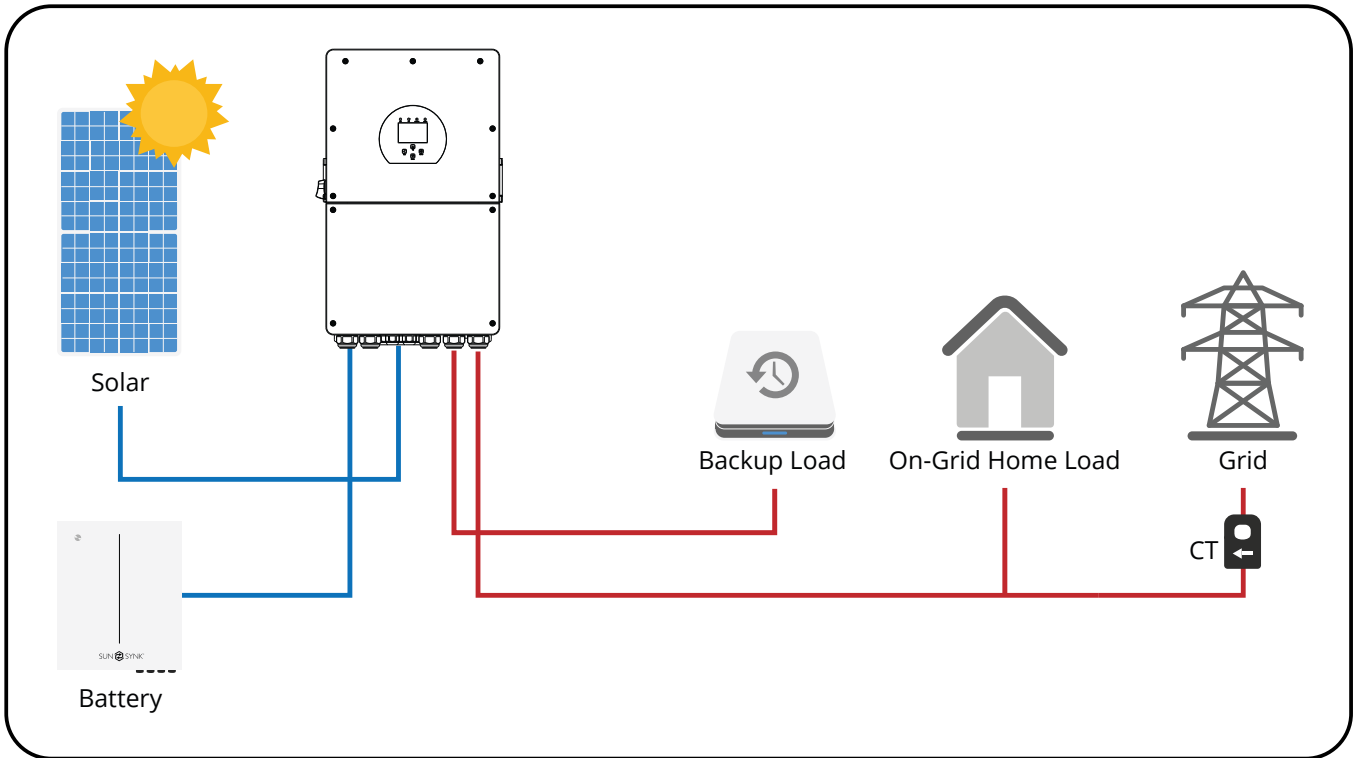 Solar
Backup Load
On-Grid Home Load
Grid
CT
SUN SYNK
Battery